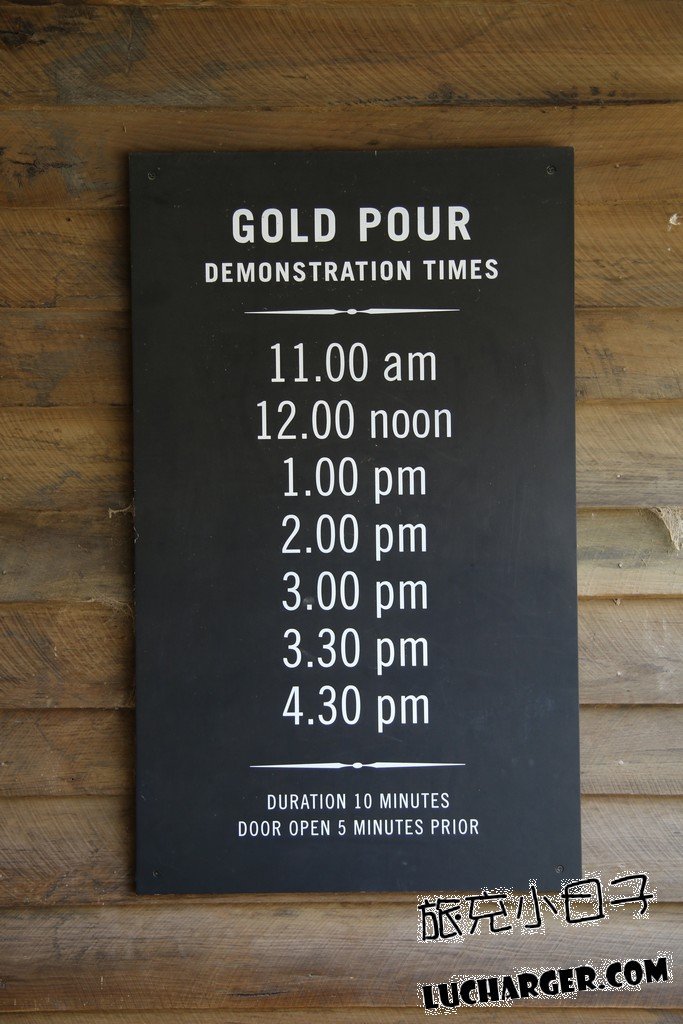 GOLD POUR
DEMONSTRATION TIMES
11.00 am
12.00 noon
1.00 pm
2.00 pm
3.00 pm
3.30 pm
4.30 pm
DURATION 10 MINUTES
DOOR OPEN 5 MINUTES PRIOR
旅克小日子
LUCHARGER.COM